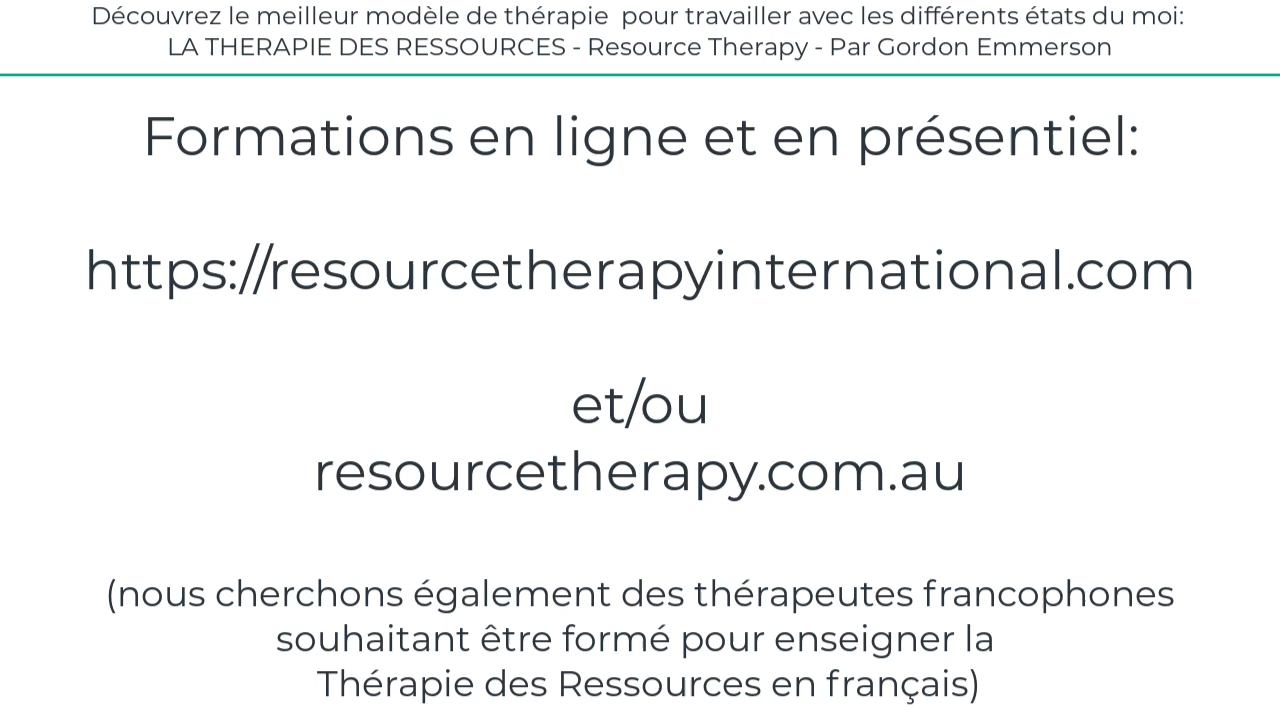 Découvrez le meilleur modèle de thérapie  pour travailler avec les différents états du moi:
LA THERAPIE DES RESSOURCES - Resource Therapy - Par Gordon Emmerson
Formations en ligne et en présentiel:
https://resourcetherapyinternational.com
et/ou
resourcetherapy.com.au
(nous cherchons également des thérapeutes francophones
souhaitant être formé pour enseigner la
Thérapie des Ressources en français)